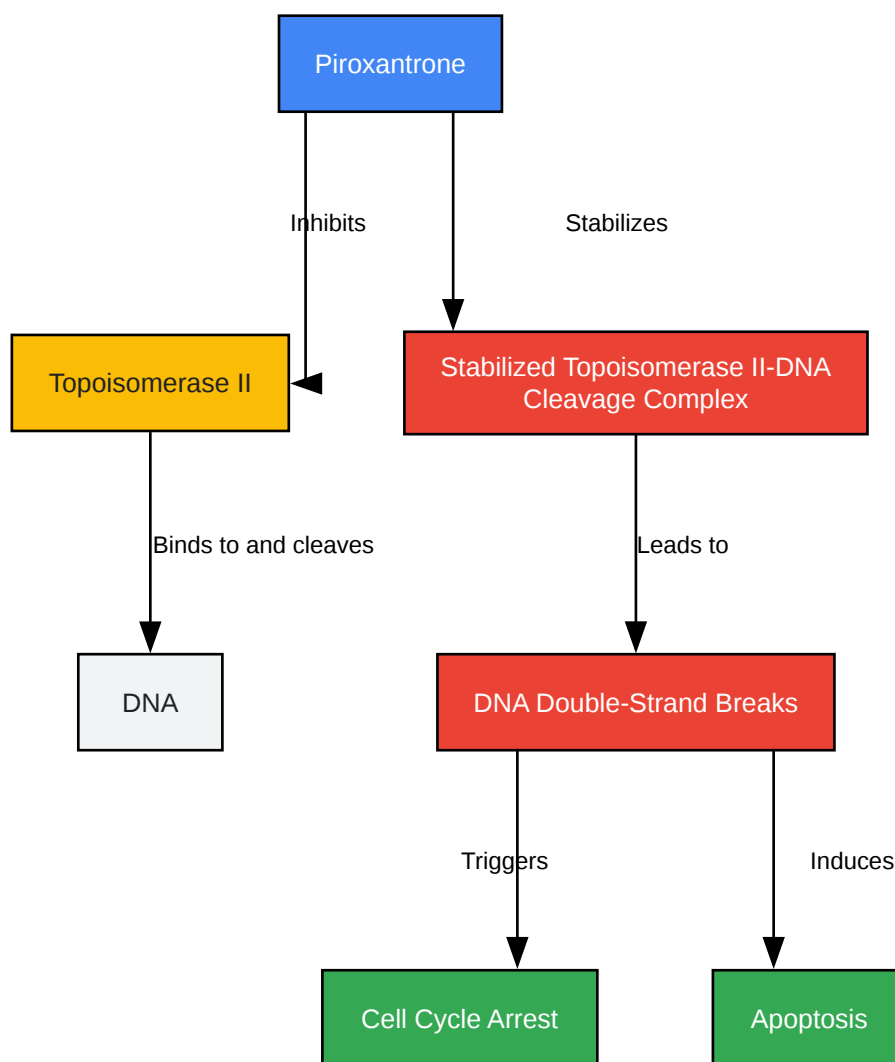 Piroxantrone
Inhibits
Stabilizes
Topoisomerase II
Stabilized Topoisomerase II-DNA
Cleavage Complex
Binds to and cleaves
Leads to
DNA
DNA Double-Strand Breaks
Triggers
Induces
Cell Cycle Arrest
Apoptosis